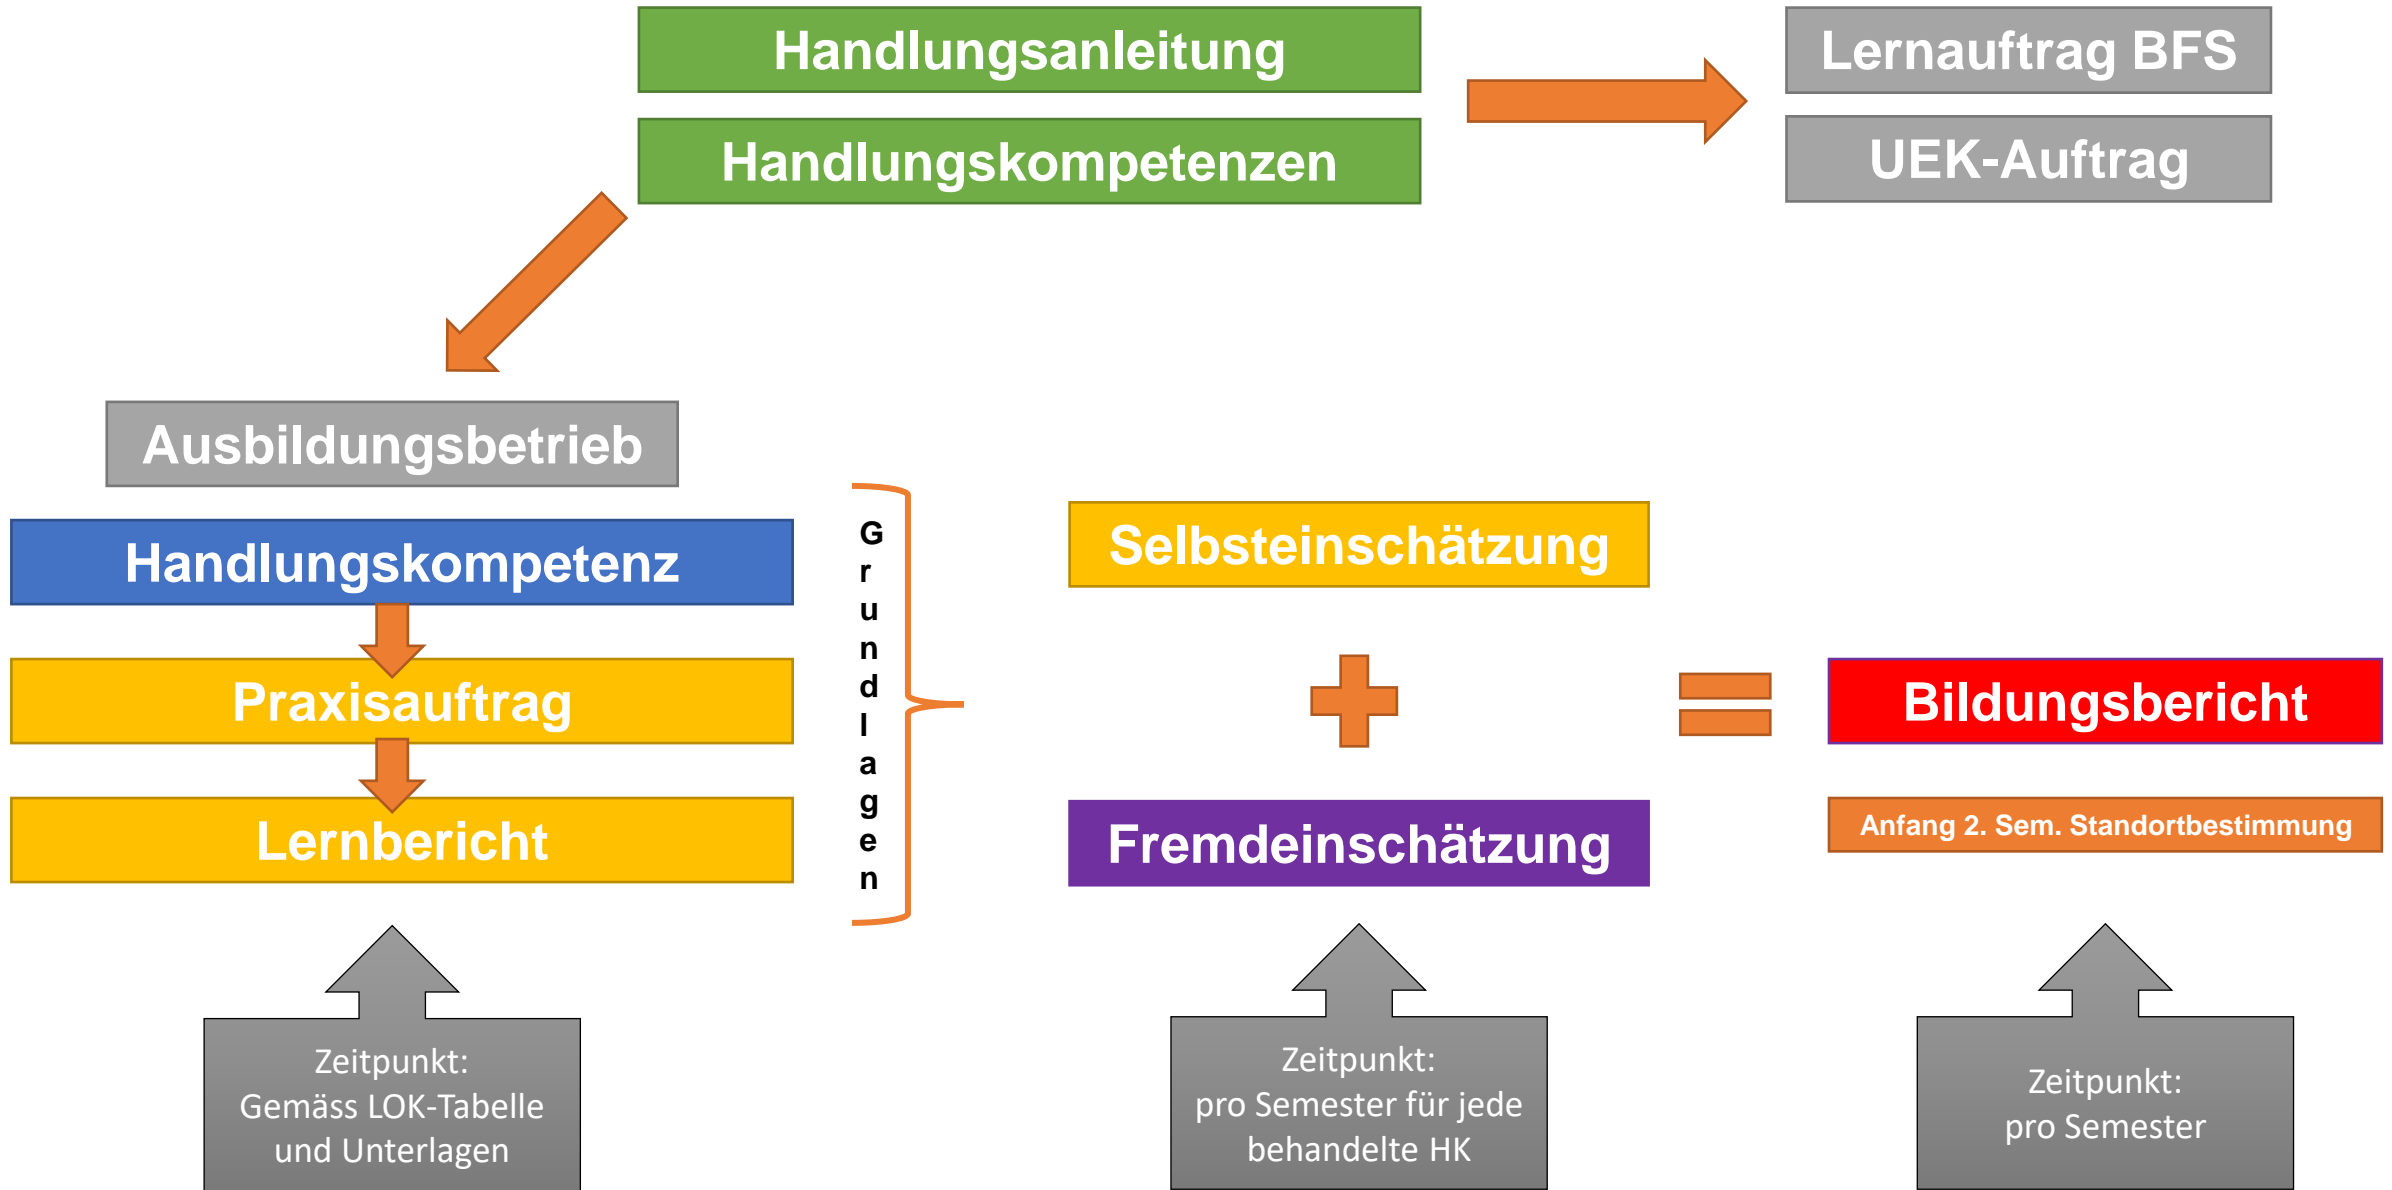 Handlungsanleitung
Handlungskompetenzen
Lernauftrag BFS
UEK-Auftrag
Ausbildungsbetrieb
Handlungskompetenz
Praxisauftrag
Lernbericht
Grundlagen
Selbsteinschätzung
Fremdeinschätzung
Bildungsbericht
Anfang 2. Sem. Standortbestimmung
Zeitpunkt:
Gemäss LOK-Tabelle
und Unterlagen
Zeitpunkt:
pro Semester für jede
behandelte HK
Zeitpunkt:
pro Semester